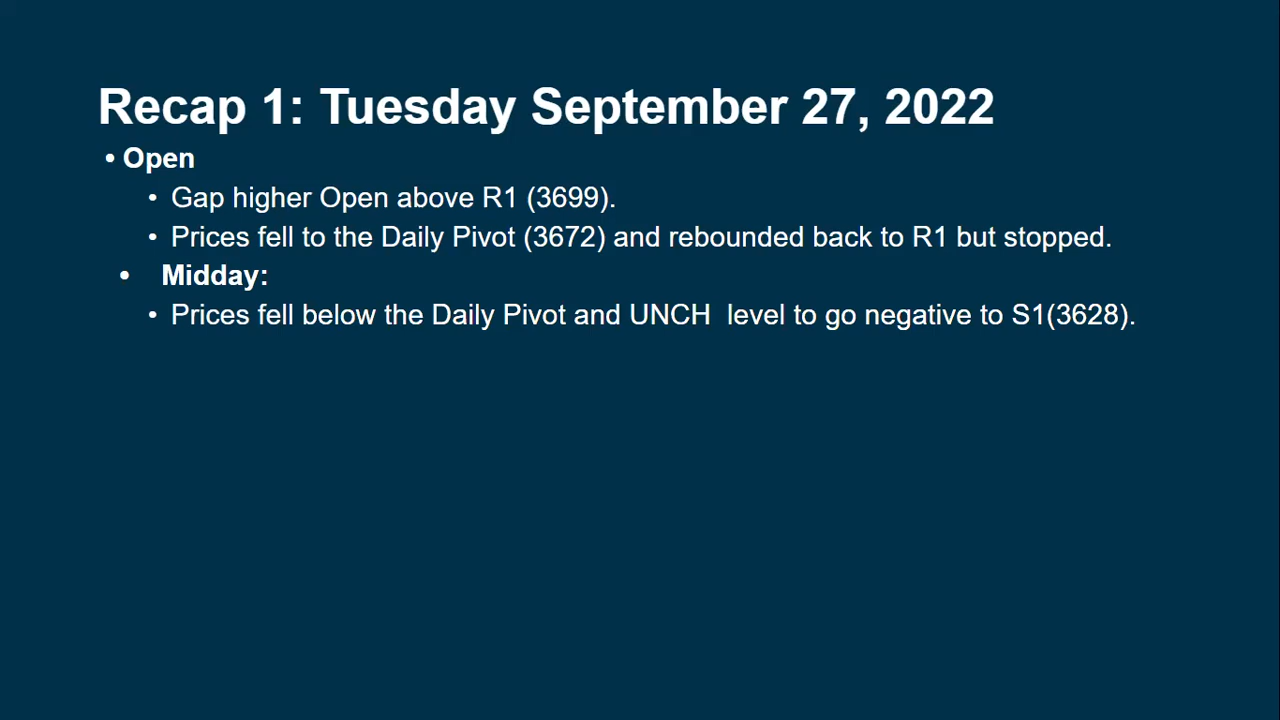 Recap 1: Tuesday September 27, 2022
• Open
• Gap higher Open above R1 (3699).
• Prices fell to the Daily Pivot (3672) and rebounded back to R1 but stopped.
• Midday:
• Prices fell below the Daily Pivot and UNCH  level to go negative to S1(3628).